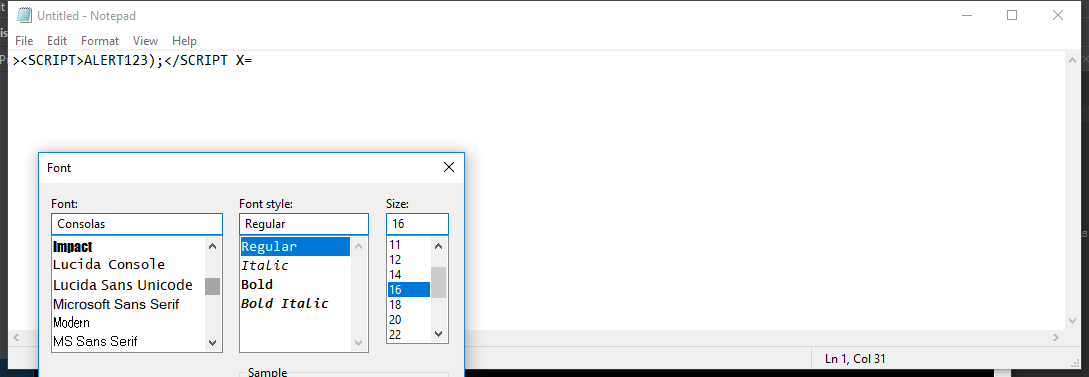 Untitled - Notepad
File Edit Format View Help
><SCRIPT>ALERT123);</SCRIPT X=
Font
Font: Font style: Size:
Consolas Regular 16
Impact Regular 11
Lucida Console Italic 12
Lucida Sans Unicode Bold 14
Microsoft Sans Serif Bold Italic 16
Modern 18
MS Sans Serif 20
22
Sample
Ln 1, Col 31